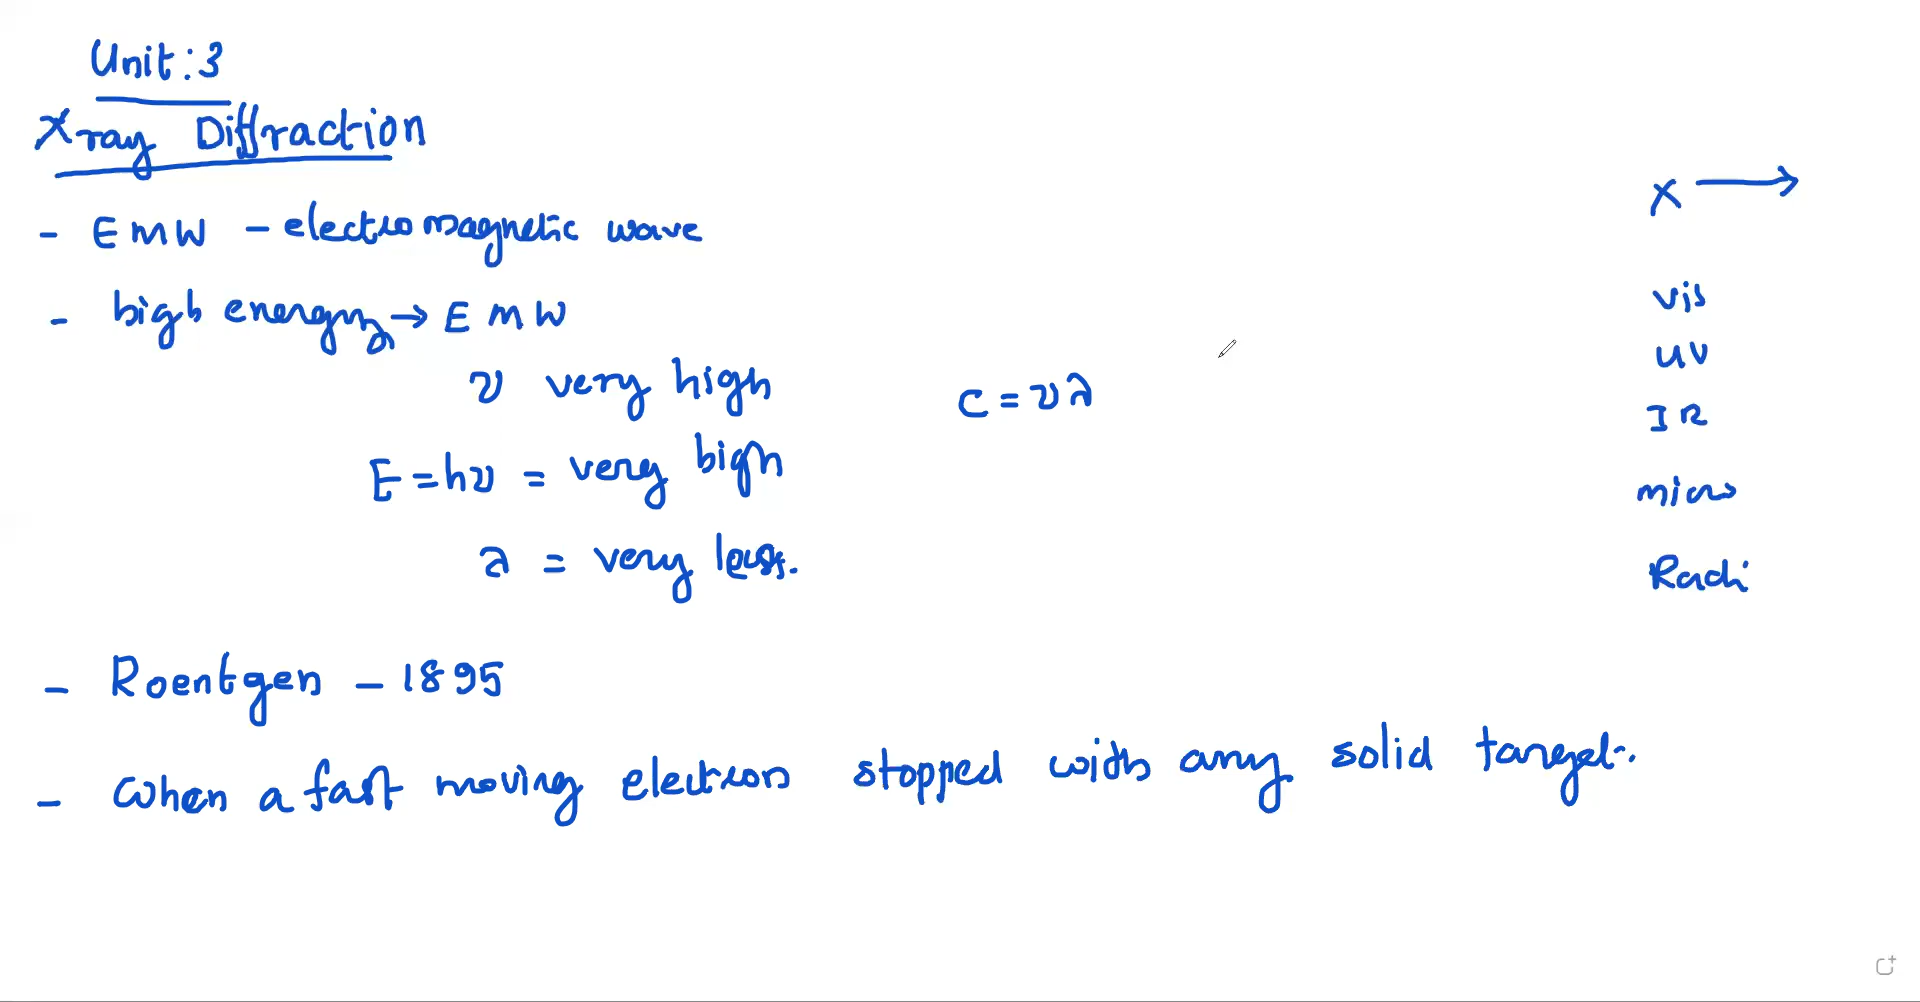 Unit:3
X ray Diffraction
- EMW - electromagnetic wave
- high energy → EMW
ν very high
c = νλ
E = hν = very high
λ = very less.
- Roentgen - 1895
- When a fast moving electron stopped with any solid target.
X →
vis
UV
IR
micro
Radi